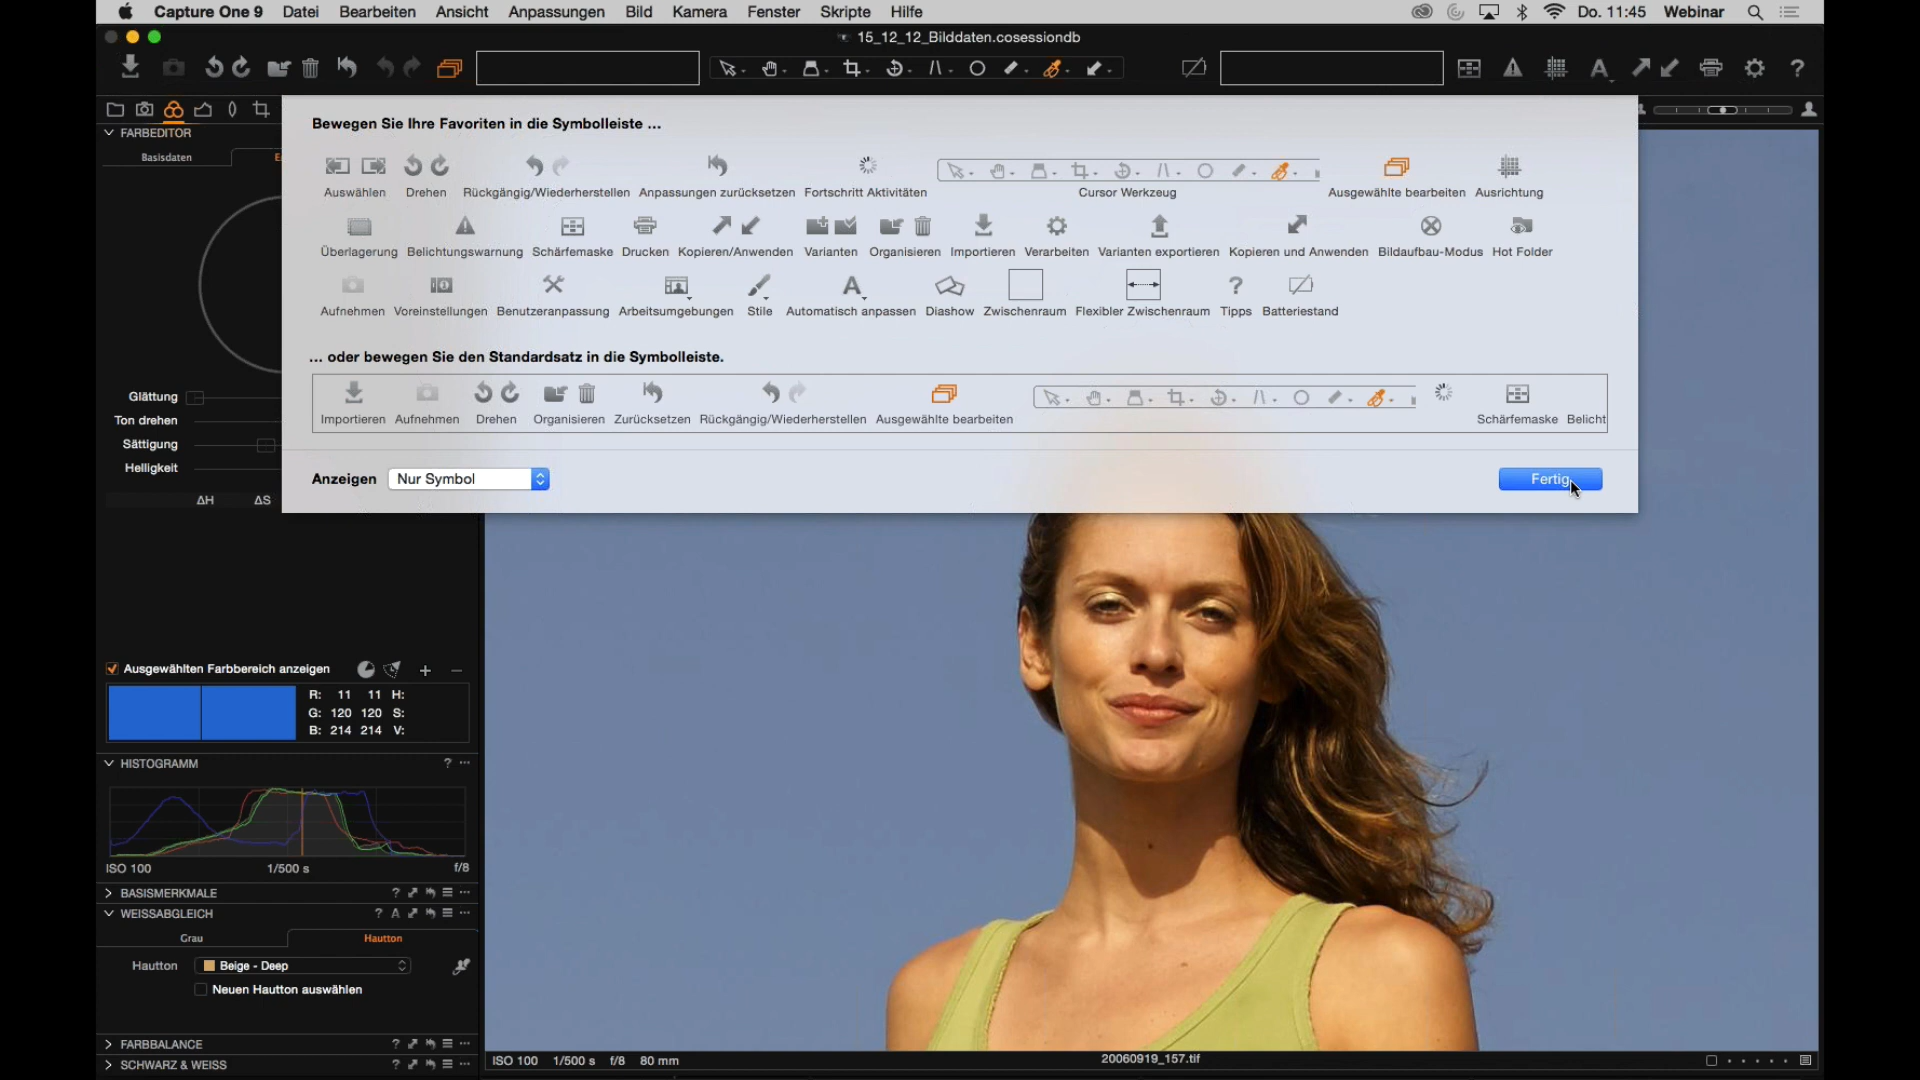 Capture One 9 Datei Bearbeiten Ansicht Anpassungen Bild Kamera Fenster Skripte Hilfe Do. 11:45 Webinar
15_12_12_Bilddaten.cosessiondb
FARBEDITOR
Basisdaten
Bewegen Sie Ihre Favoriten in die Symbolleiste ...
Auswählen Drehen Rückgängig/Wiederherstellen Anpassungen zurücksetzen Fortschritt Aktivitäten Cursor Werkzeug Ausgewählte bearbeiten Ausrichtung
Überlagerung Belichtungswarnung Schärfemaske Drucken Kopieren/Anwenden Varianten Organisieren Importieren Verarbeiten Varianten exportieren Kopieren und Anwenden Bildaufbau-Modus Hot Folder
Aufnehmen Voreinstellungen Benutzeranpassung Arbeitsumgebungen Stile Automatisch anpassen Diashow Zwischenraum Flexibler Zwischenraum Tipps Batteriestand
... oder bewegen Sie den Standardsatz in die Symbolleiste.
Importieren Aufnehmen Drehen Organisieren Zurücksetzen Rückgängig/Wiederherstellen Ausgewählte bearbeiten Schärfemaske Belicht
Anzeigen Nur Symbol Fertig
Glättung
Ton drehen
Sättigung
Helligkeit
ΔH ΔS
Ausgewählten Farbbereich anzeigen
R: 11 11 H:
G: 120 120 S:
B: 214 214 V:
HISTOGRAMM
ISO 100 1/500 s f/8
BASISMERKMALE
WEISSABGLEICH
Grau Hautton
Hautton Beige - Deep
Neuen Hautton auswählen
FARBBALANCE
SCHWARZ & WEISS
ISO 100 1/500 s f/8 80 mm 20060919_157.tif